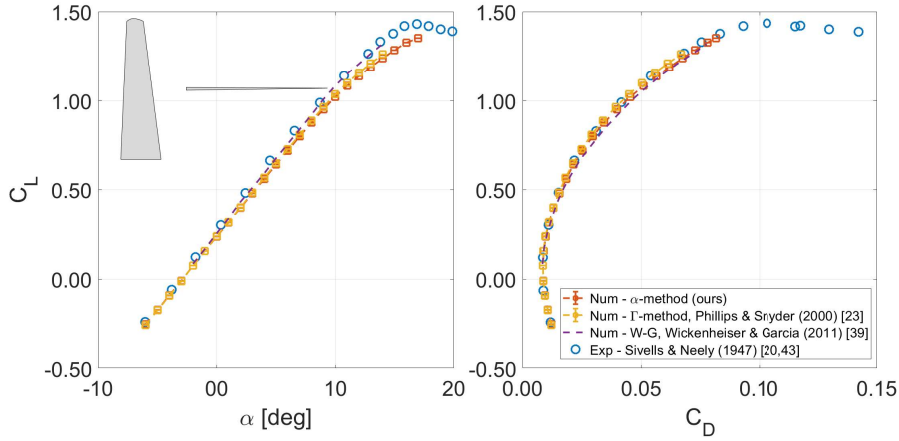 1.50
1.00
0.50
0.00
-0.50
-10
00
10
20
C_L
α [deg]
1.50
1.00
0.50
0.00
-0.50
0.00
0.05
0.10
0.15
C_L
C_D
Num - α-method (ours)
Num - Γ-method, Phillips & Snyder (2000) [23]
Num - W-G, Wickenheiser & Garcia (2011) [39]
Exp - Sivells & Neely (1947) [20,43]